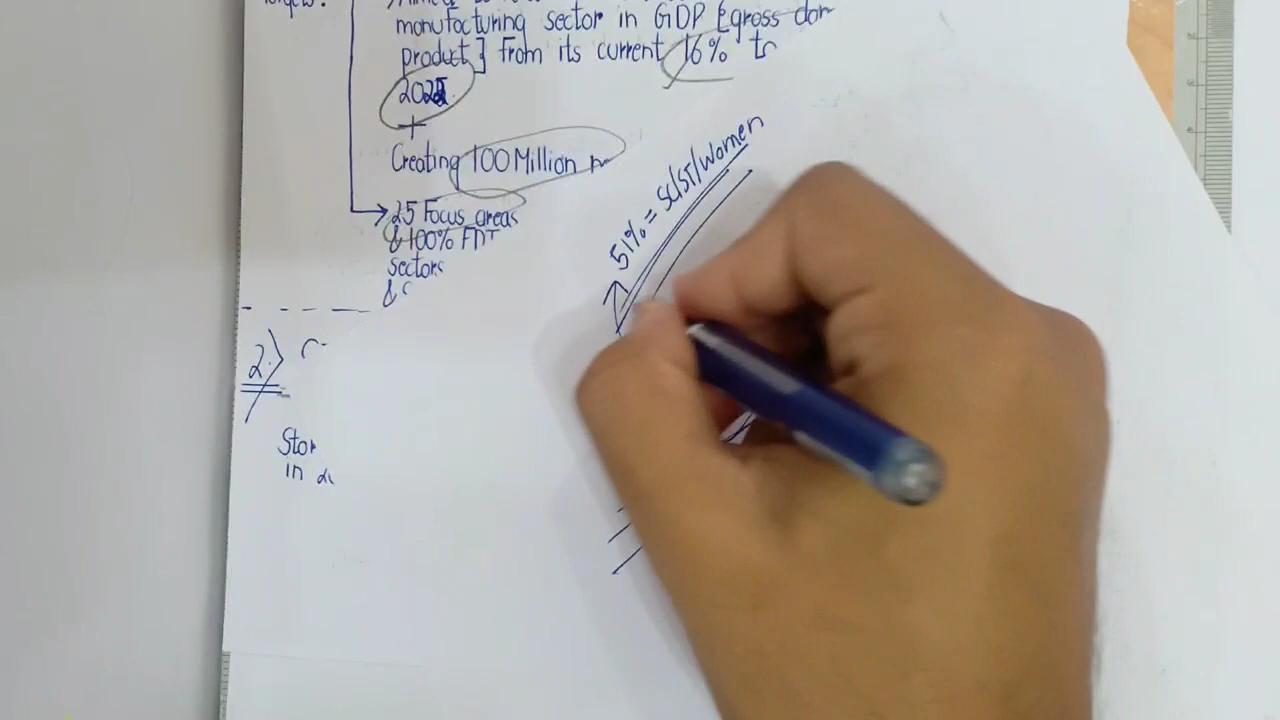 manufacturing sector in GDP [gross dom
product] from its current 16% to
2025
+
Creating 100 Million
25 Focus areas
& 100% FDI
sectors
&
2.
in
51% = SC/ST/Women